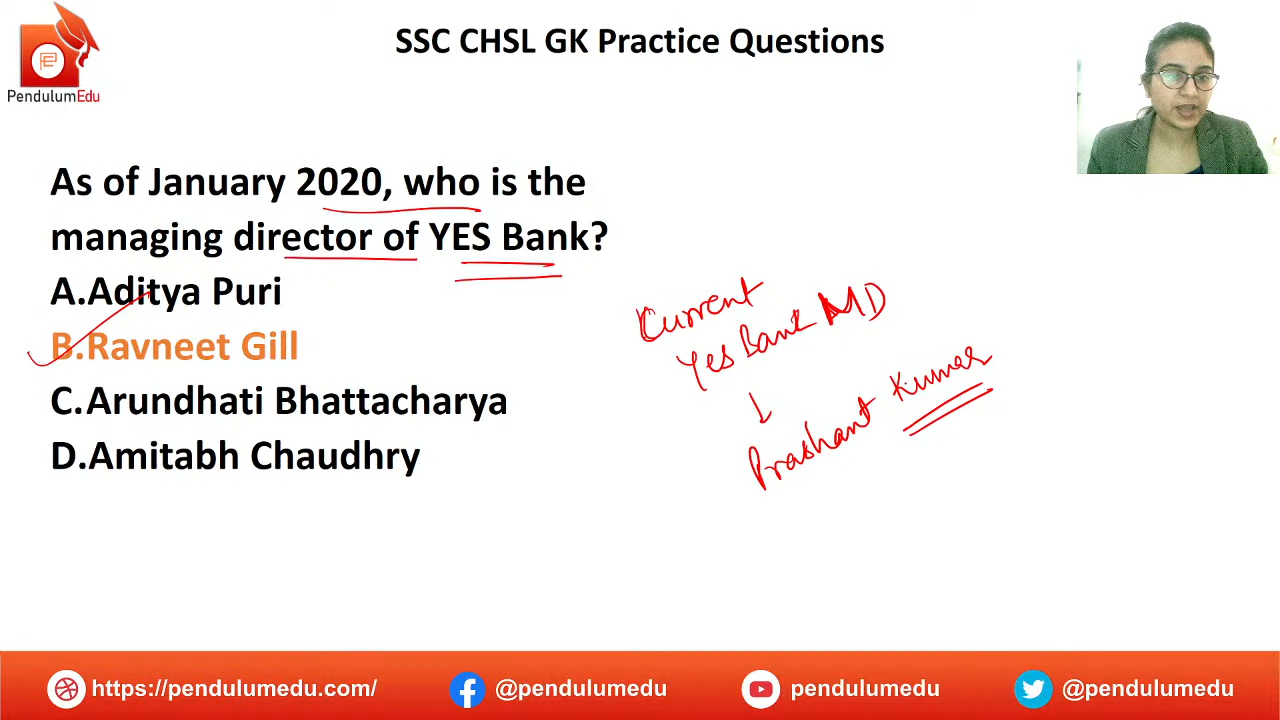 SSC CHSL GK Practice Questions
PendulumEdu
As of January 2020, who is the
managing director of YES Bank?
A.Aditya Puri
B.Ravneet Gill
C.Arundhati Bhattacharya
D.Amitabh Chaudhry
Current
Yes Bank MD
Prashant Kumar
https://pendulumedu.com/
@pendulumedu
pendulumedu
@pendulumedu